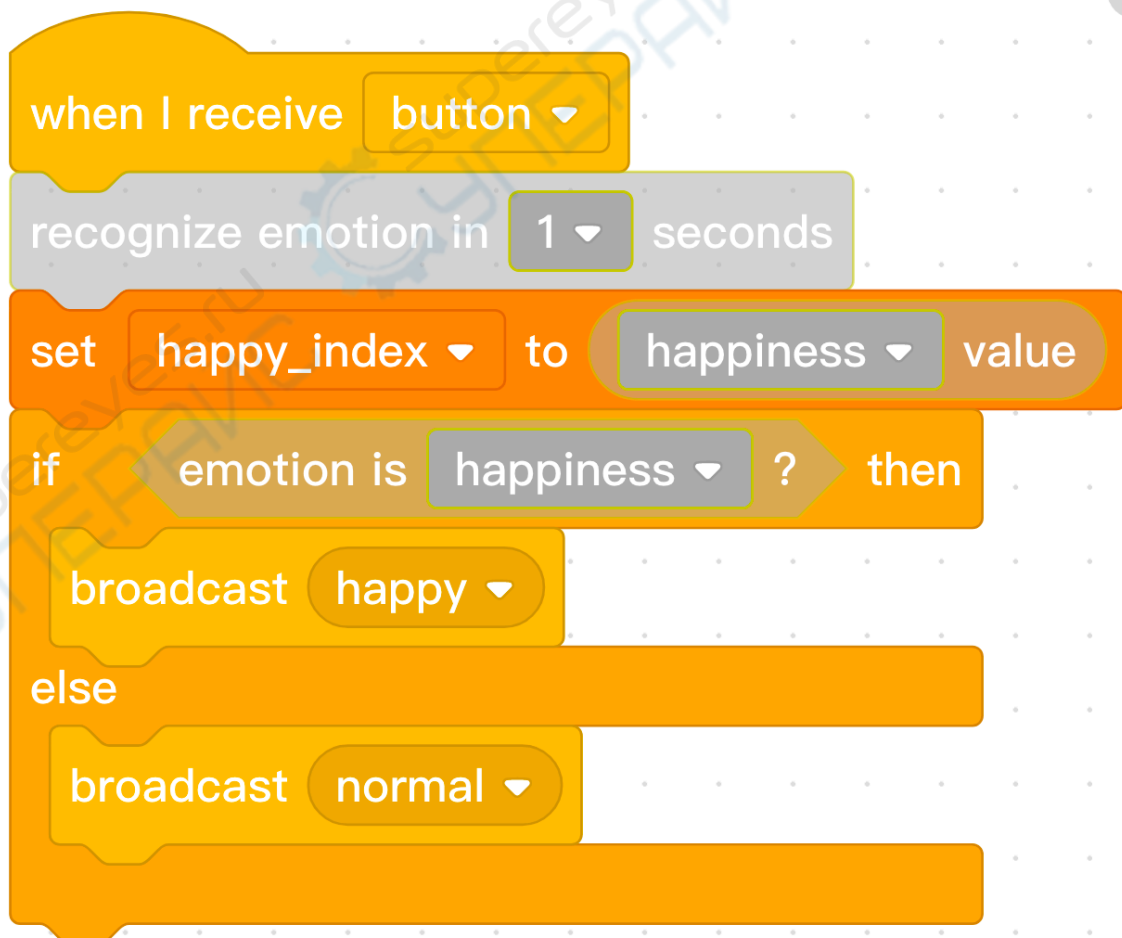 when I receive button
recognize emotion in 1 seconds
set happy_index to happiness value
if emotion is happiness ? then
broadcast happy
else
broadcast normal